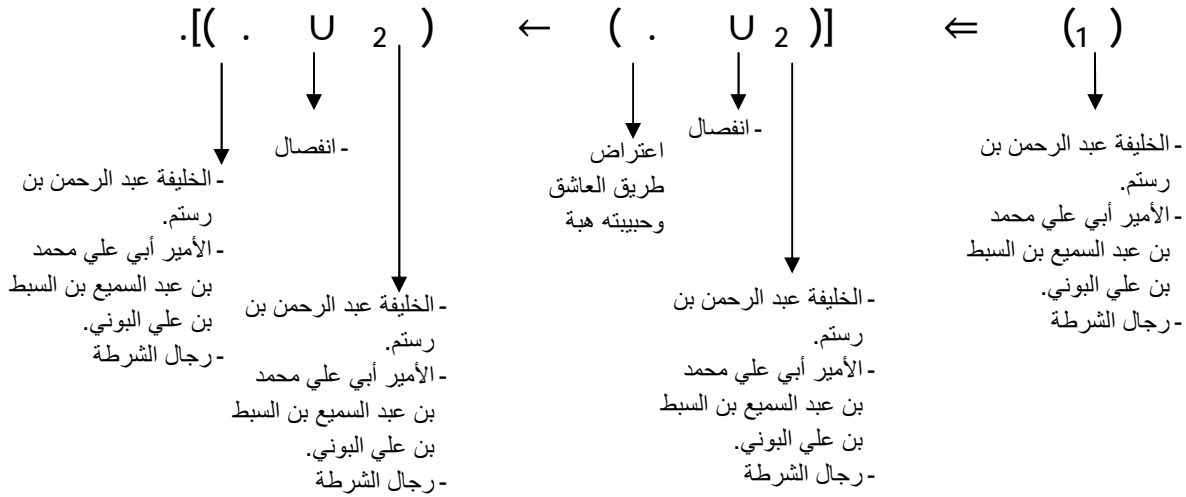 (1) ⇐ [( 2 ∪ . ) ← ( 2 ∪ . )].
- الخليفة عبد الرحمن بن
رستم.
- الأمير أبي علي محمد
بن عبد السميع بن السبط
بن علي البوني.
- رجال الشرطة
- الخليفة عبد الرحمن بن
رستم.
- الأمير أبي علي محمد
بن عبد السميع بن السبط
بن علي البوني.
- رجال الشرطة
- انفصال
اعتراض
طريق العاشق
وحبيبته هبة
- الخليفة عبد الرحمن بن
رستم.
- الأمير أبي علي محمد
بن عبد السميع بن السبط
بن علي البوني.
- رجال الشرطة
- انفصال
- الخليفة عبد الرحمن بن
رستم.
- الأمير أبي علي محمد
بن عبد السميع بن السبط
بن علي البوني.
- رجال الشرطة